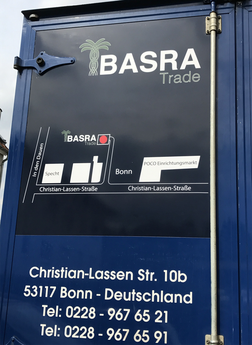 BASRA
Trade
BASRA
Trade
In den Dauen
Specht
Bonn
POCO Einrichtungsmarkt
Christian-Lassen-Straße
Christian-Lassen-Straße
Christian-Lassen Str. 10b
53117 Bonn - Deutschland
Tel: 0228 - 967 65 21
Tel: 0228 - 967 65 91